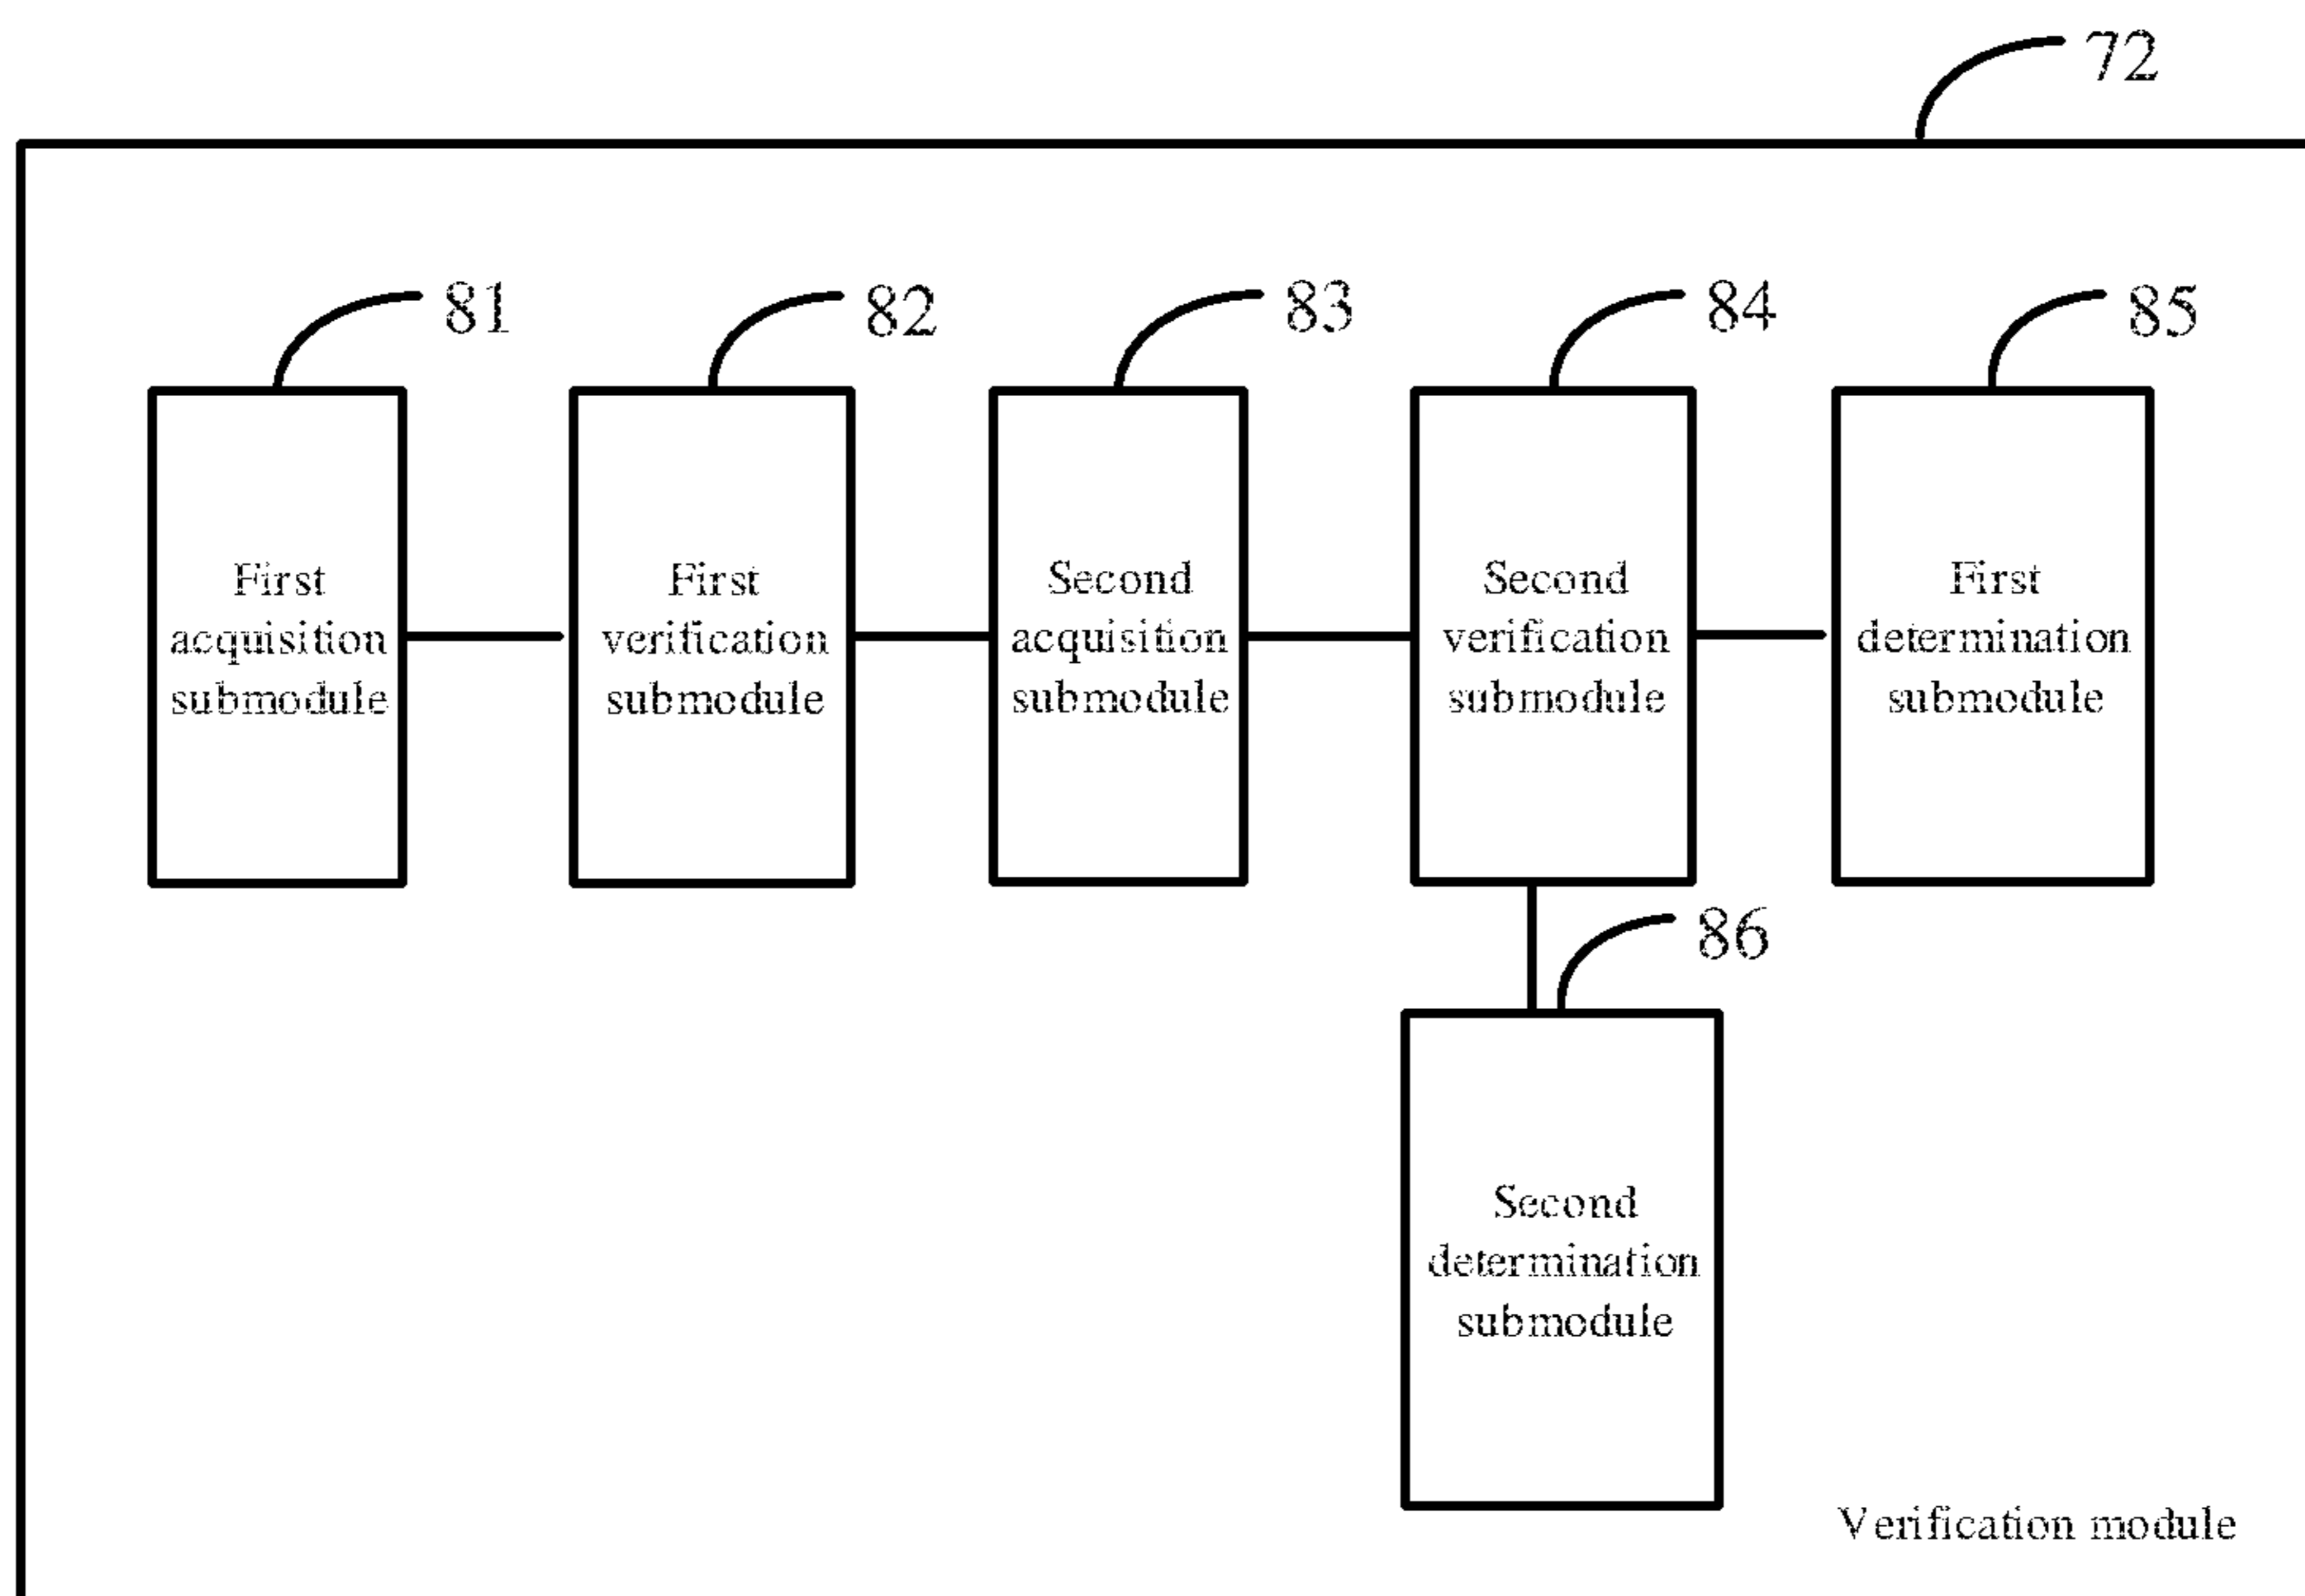 72
81
82
83
84
85
First
acquisition
submodule
First
verification
submodule
Second
acquisition
submodule
Second
verification
submodule
First
determination
submodule
86
Second
determination
submodule
Verification module